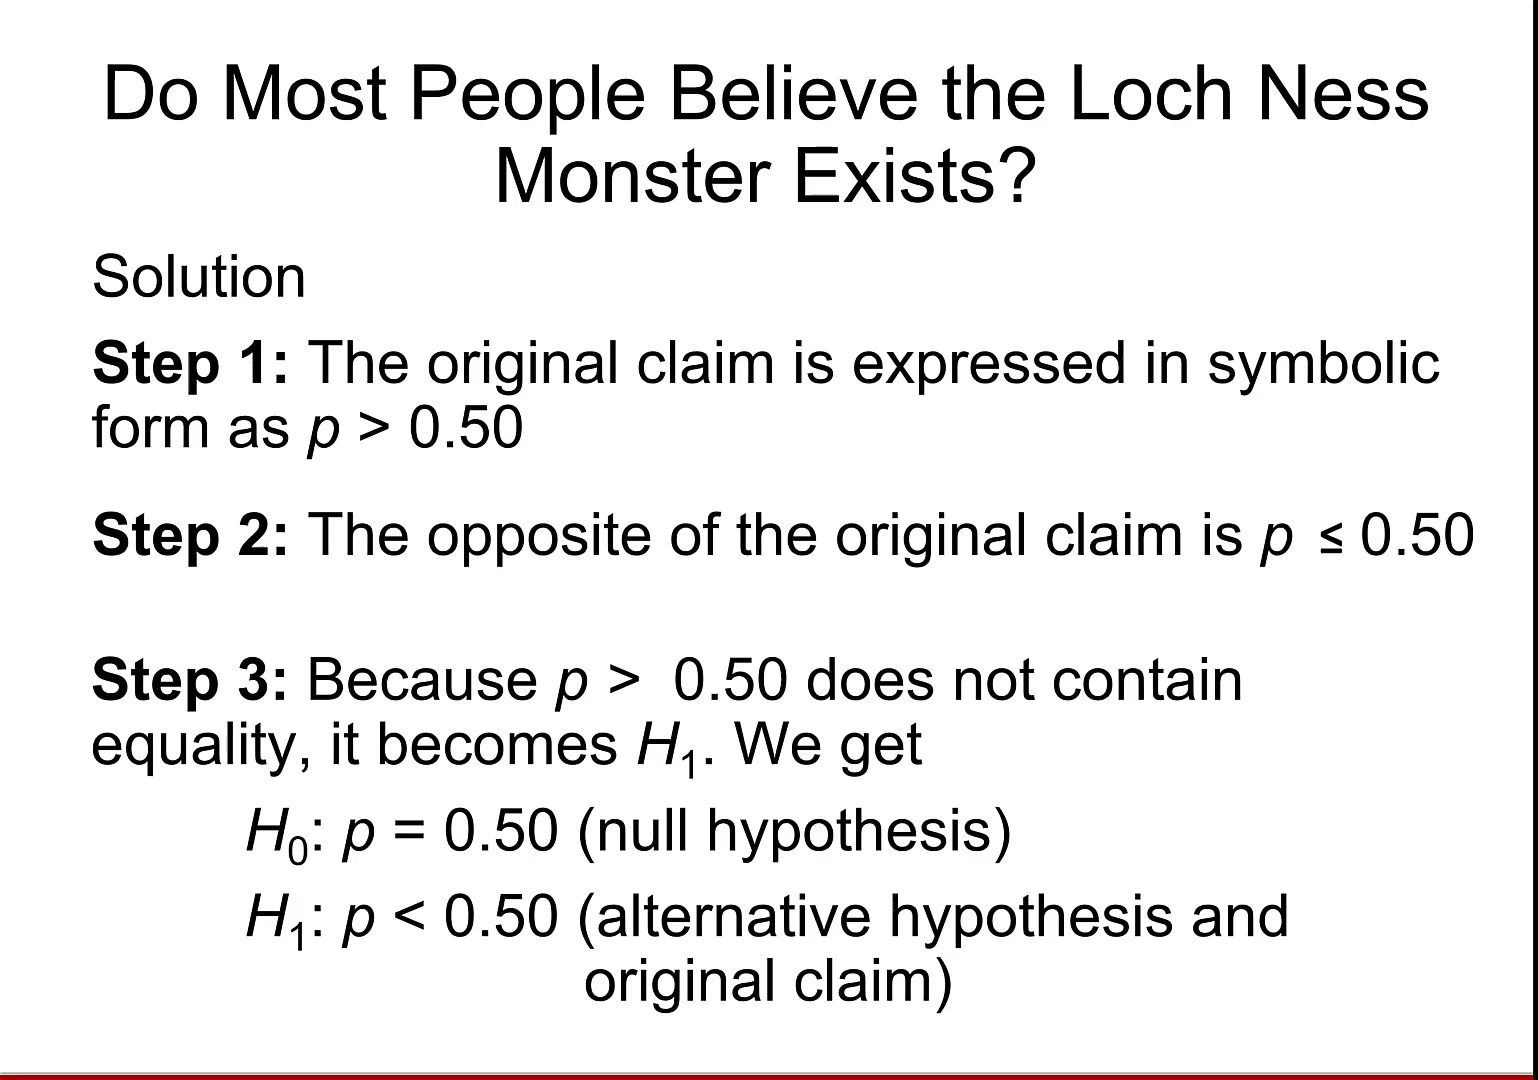 Do Most People Believe the Loch Ness
Monster Exists?
Solution
Step 1: The original claim is expressed in symbolic
form as p > 0.50
Step 2: The opposite of the original claim is p ≤ 0.50
Step 3: Because p > 0.50 does not contain
equality, it becomes H₁. We get
H₀: p = 0.50 (null hypothesis)
H₁: p < 0.50 (alternative hypothesis and
original claim)